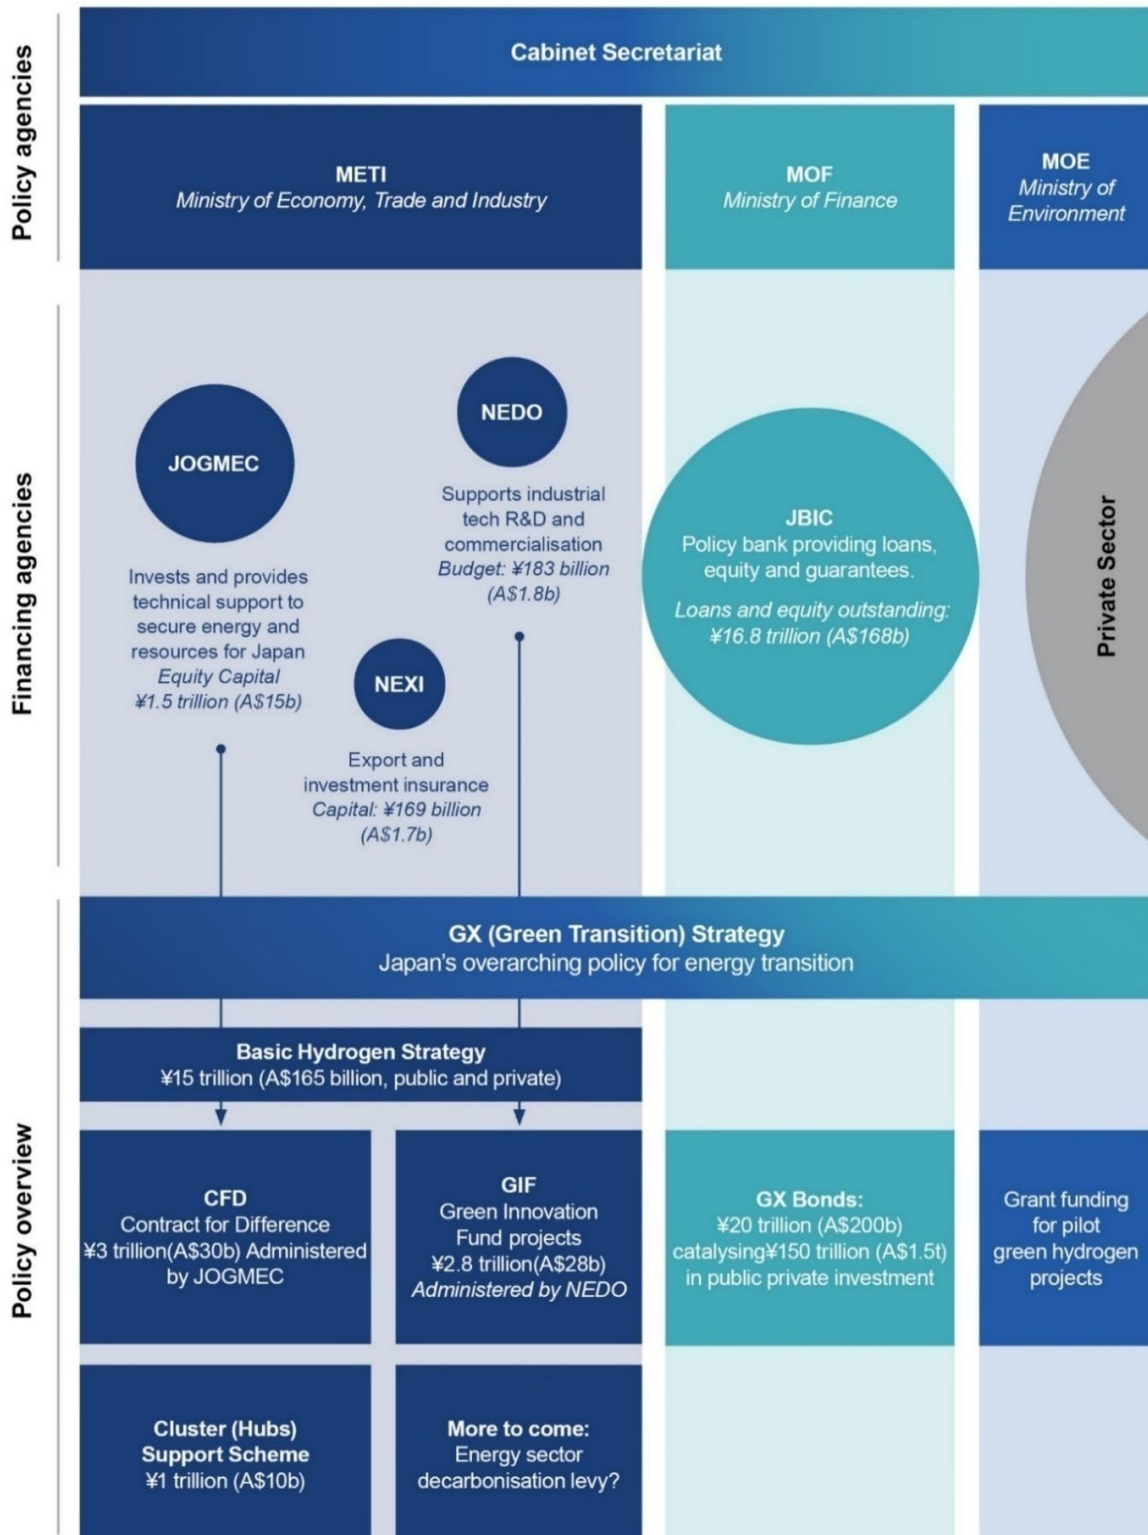 Policy agencies
Cabinet Secretariat
METI
Ministry of Economy, Trade and Industry
MOF
Ministry of Finance
MOE
Ministry of
Environment
Financing agencies
JOGMEC
Invests and provides
technical support to
secure energy and
resources for Japan
Equity Capital
¥1.5 trillion (A$15b)
NEDO
Supports industrial
tech R&D and
commercialisation
Budget: ¥183 billion
(A$1.8b)
NEXI
Export and
investment insurance
Capital: ¥169 billion
(A$1.7b)
JBIC
Policy bank providing loans,
equity and guarantees.
Loans and equity outstanding:
¥16.8 trillion (A$168b)
Private Sector
Policy overview
GX (Green Transition) Strategy
Japan's overarching policy for energy transition
Basic Hydrogen Strategy
¥15 trillion (A$165 billion, public and private)
CFD
Contract for Difference
¥3 trillion(A$30b) Administered
by JOGMEC
GIF
Green Innovation
Fund projects
¥2.8 trillion(A$28b)
Administered by NEDO
GX Bonds:
¥20 trillion (A$200b)
catalysing¥150 trillion (A$1.5t)
in public private investment
Grant funding
for pilot
green hydrogen
projects
Cluster (Hubs)
Support Scheme
¥1 trillion (A$10b)
More to come:
Energy sector
decarbonisation levy?